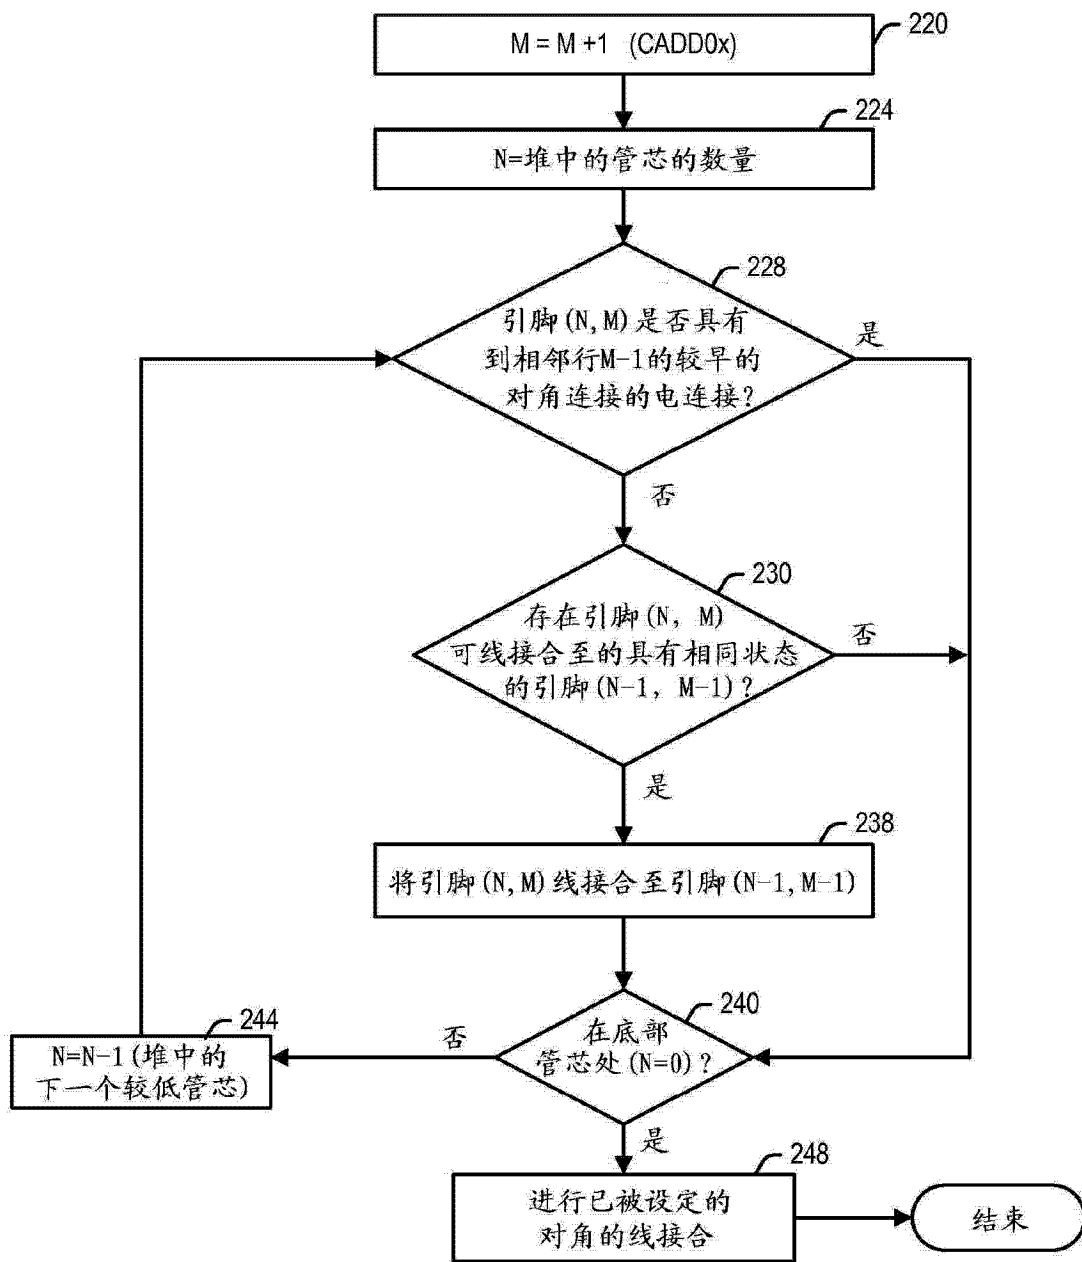 M = M +1 (CADD0x)
220
224
N=堆中的管芯的数量
228
引脚(N,M)是否具有
到相邻行M-1的较早的
对角连接的电连接?
是
否
230
存在引脚(N, M)
可线接合至的具有相同状态
的引脚(N-1, M-1)?
否
是
238
将引脚(N,M)线接合至引脚(N-1,M-1)
240
在底部
管芯处(N=0)?
否
244
N=N-1(堆中的
下一个较低管芯)
是
248
进行已被设定的
对角的线接合
结束